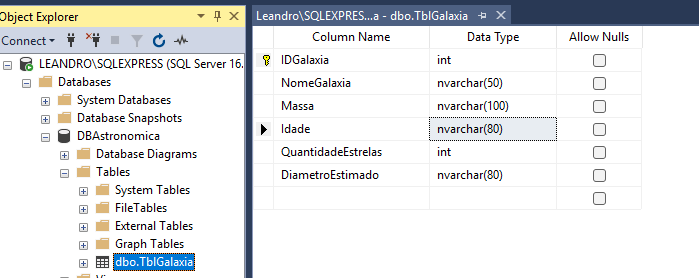 Object Explorer
Connect
LEANDRO\SQLEXPRESS (SQL Server 16.
Databases
System Databases
Database Snapshots
DBAstronomica
Database Diagrams
Tables
System Tables
FileTables
External Tables
Graph Tables
dbo.TblGalaxia
Leandro\SQLEXPRES...a - dbo.TblGalaxia
Column Name Data Type Allow Nulls
IDGalaxia int
NomeGalaxia nvarchar(50)
Massa nvarchar(100)
Idade nvarchar(80)
QuantidadeEstrelas int
DiametroEstimado nvarchar(80)